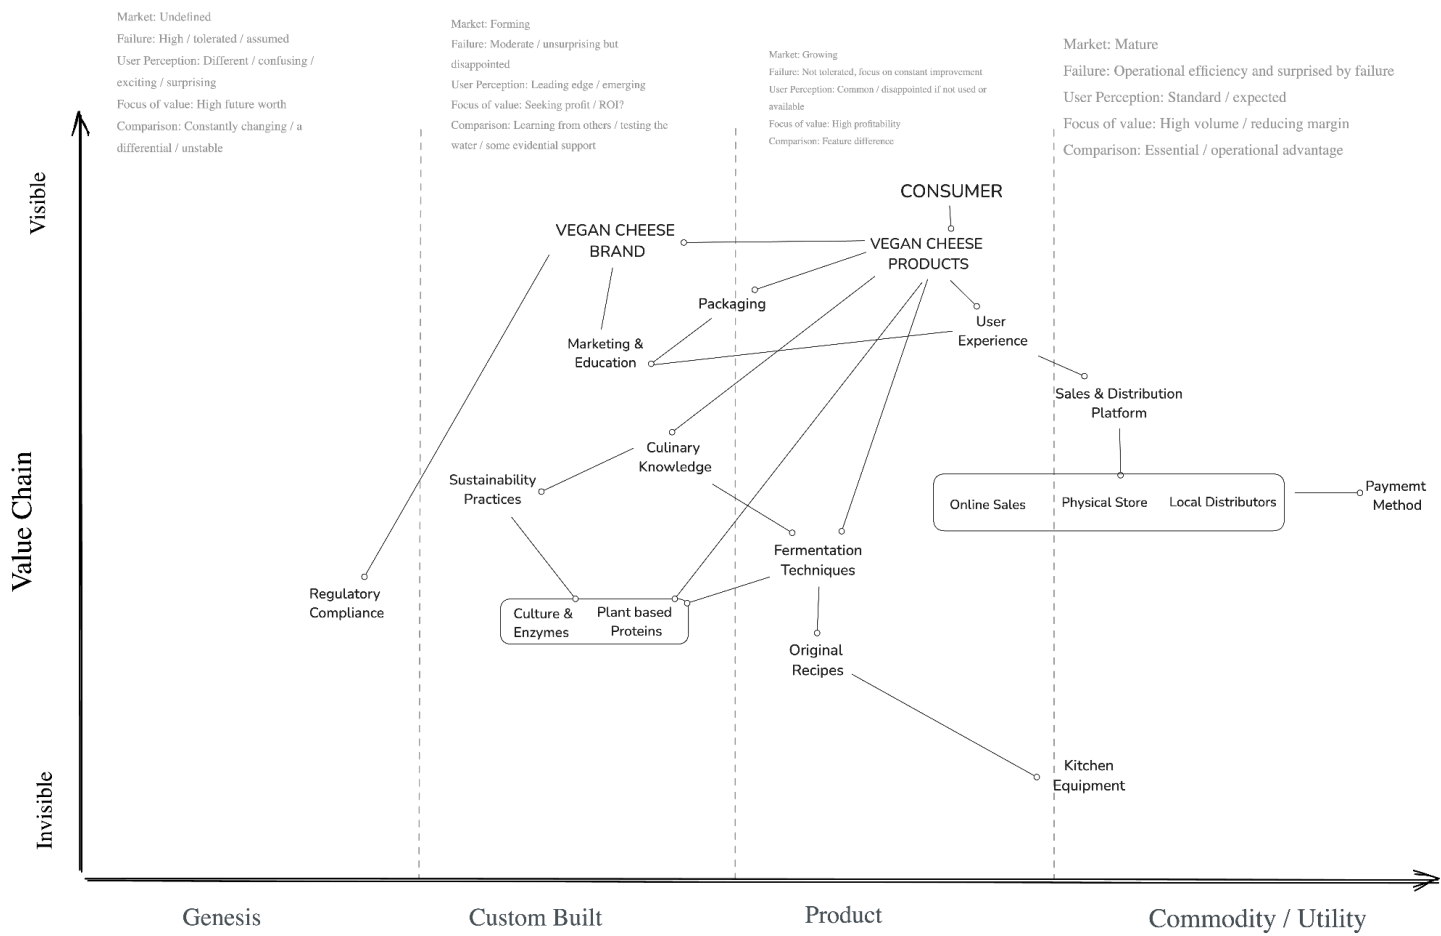 Market: Undefined
Failure: High / tolerated / assumed
User Perception: Different / confusing /
exciting / surprising
Focus of value: High future worth
Comparison: Constantly changing / a
differential / unstable
Market: Forming
Failure: Moderate / unsurprising but
disappointed
User Perception: Leading edge / emerging
Focus of value: Seeking profit / ROI?
Comparison: Learning from others / testing the
water / some evidential support
Market: Growing
Failure: Not tolerated, focus on constant improvement
User Perception: Common / disappointed if not used or
available
Focus of value: High profitability
Comparison: Feature difference
Market: Mature
Failure: Operational efficiency and surprised by failure
User Perception: Standard / expected
Focus of value: High volume / reducing margin
Comparison: Essential / operational advantage
Visible
Value Chain
Invisible
CONSUMER
VEGAN CHEESE
BRAND
VEGAN CHEESE
PRODUCTS
Packaging
User
Experience
Marketing &
Education
Sales & Distribution
Platform
Culinary
Knowledge
Sustainability
Practices
Online Sales
Physical Store
Local Distributors
Paymemt
Method
Fermentation
Techniques
Regulatory
Compliance
Culture &
Enzymes
Plant based
Proteins
Original
Recipes
Kitchen
Equipment
Genesis
Custom Built
Product
Commodity / Utility